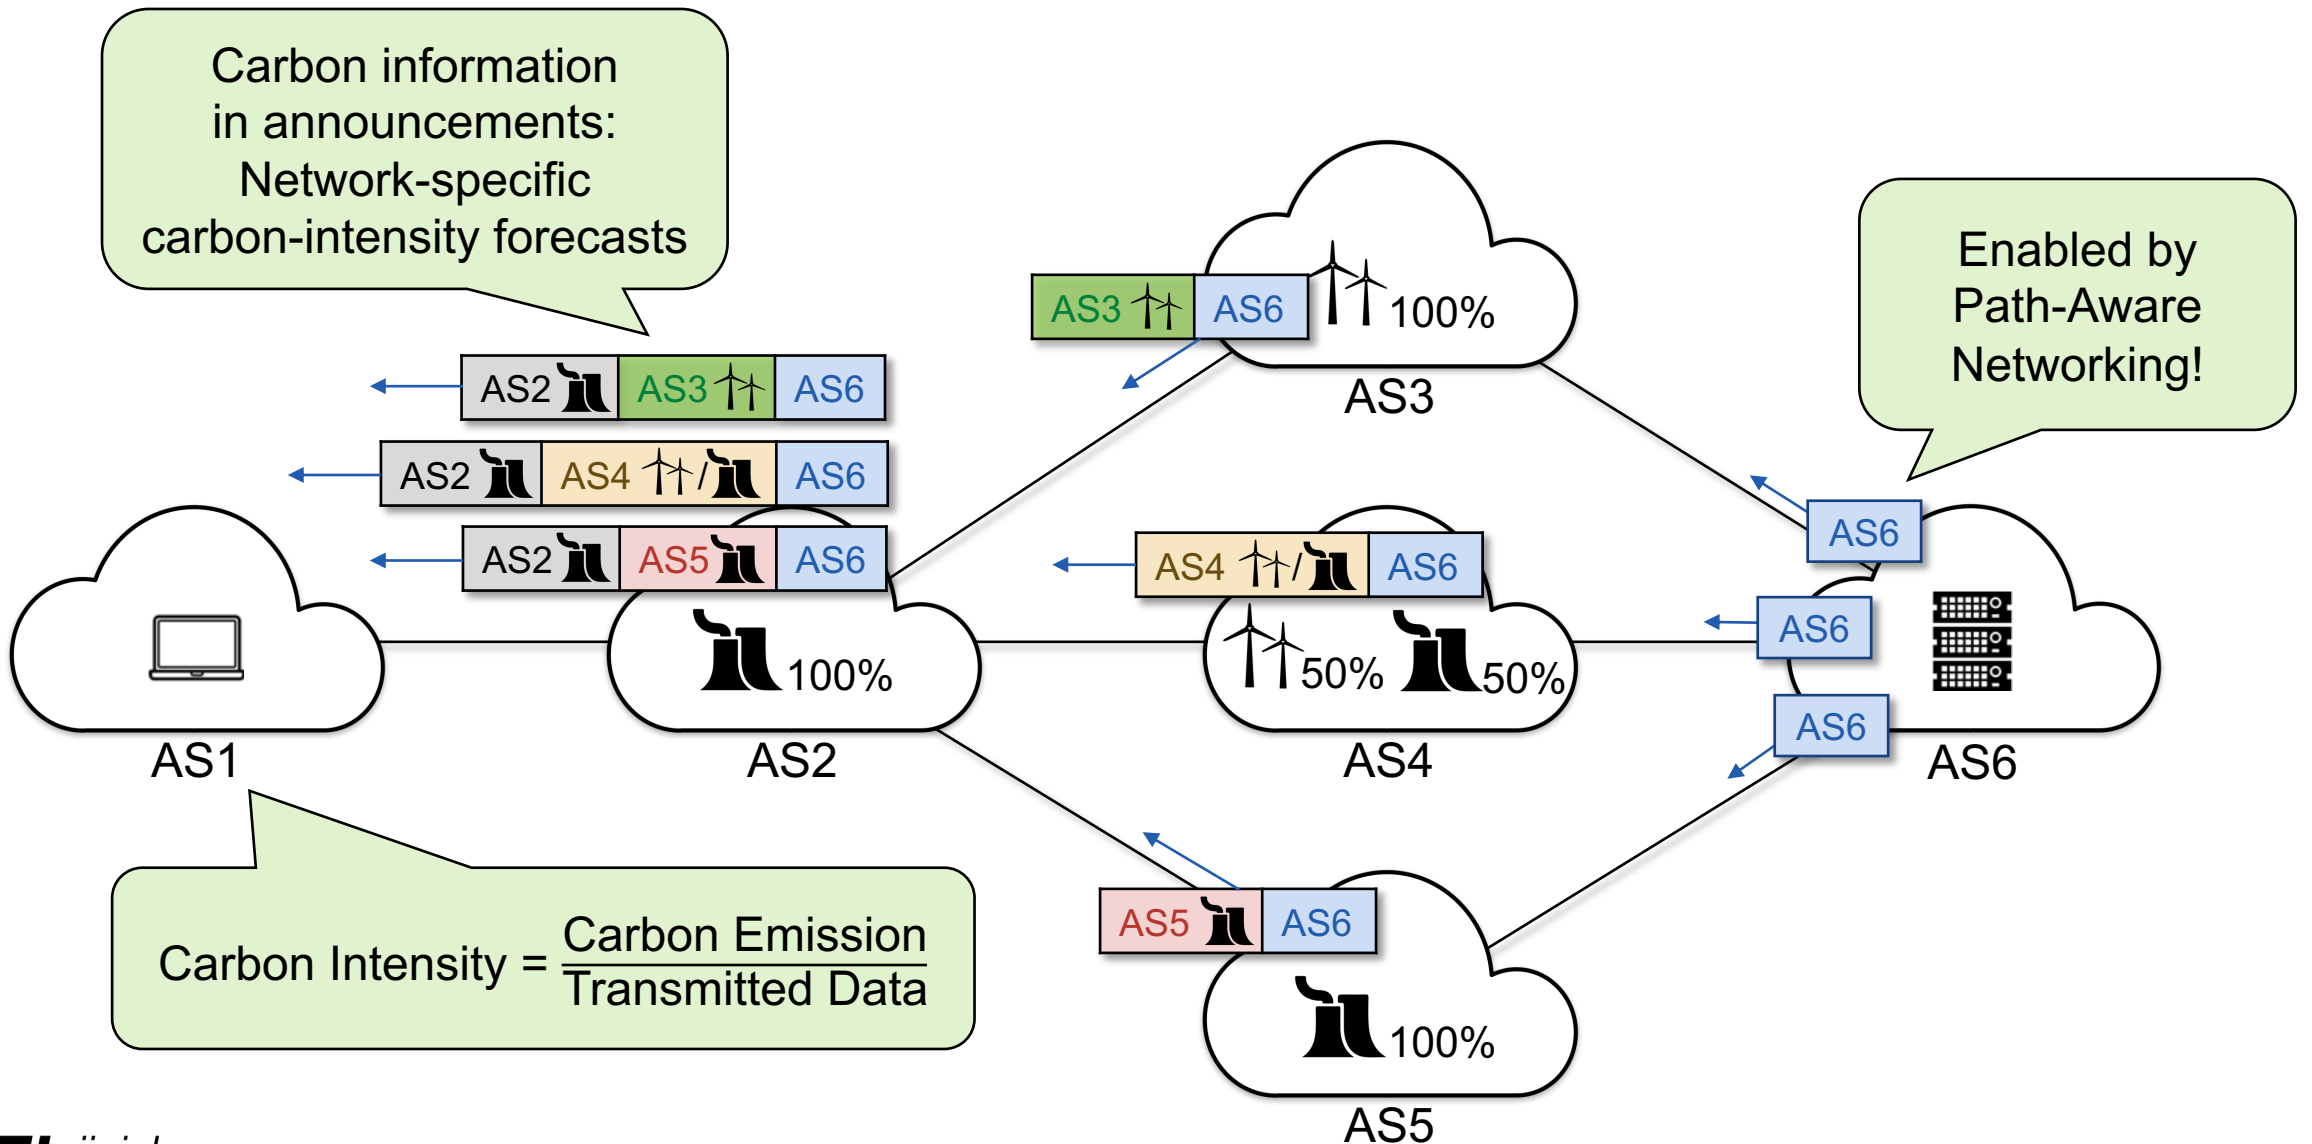 Carbon information
in announcements:
Network-specific
carbon-intensity forecasts
Enabled by
Path-Aware
Networking!
AS3 AS6
100%
AS3
AS2 AS3 AS6
AS2 AS4 / AS6
AS2 AS5 AS6
AS6
AS4 / AS6
AS6
100%
50% 50%
AS6
AS1
AS2
AS4
AS6
AS5 AS6
Carbon Intensity = Carbon Emission
Transmitted Data
100%
AS5